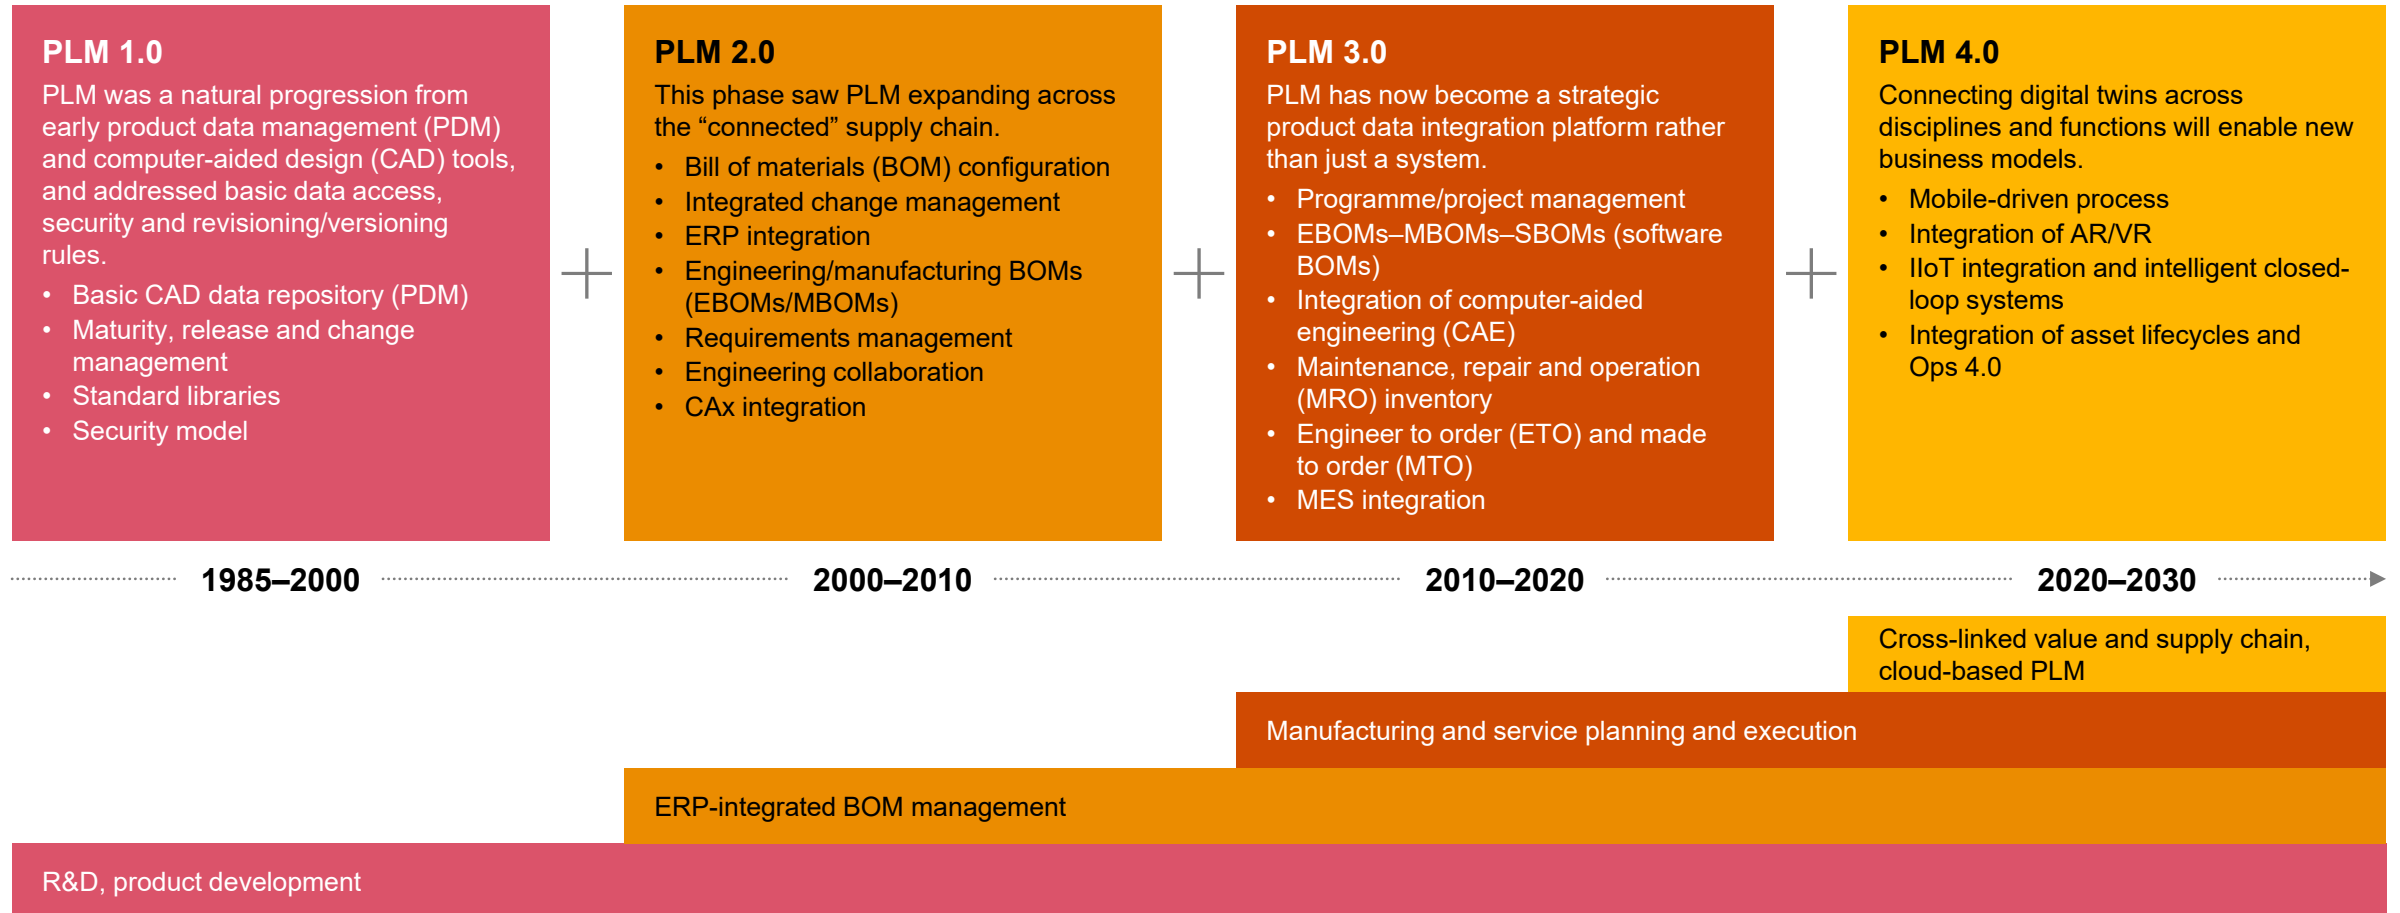 PLM 1.0
PLM was a natural progression from
early product data management (PDM)
and computer-aided design (CAD) tools,
and addressed basic data access,
security and revisioning/versioning
rules.
• Basic CAD data repository (PDM)
• Maturity, release and change
management
• Standard libraries
• Security model
PLM 2.0
This phase saw PLM expanding across
the “connected” supply chain.
• Bill of materials (BOM) configuration
• Integrated change management
• ERP integration
• Engineering/manufacturing BOMs
(EBOMs/MBOMs)
• Requirements management
• Engineering collaboration
• CAx integration
PLM 3.0
PLM has now become a strategic
product data integration platform rather
than just a system.
• Programme/project management
• EBOMs–MBOMs–SBOMs (software
BOMs)
• Integration of computer-aided
engineering (CAE)
• Maintenance, repair and operation
(MRO) inventory
• Engineer to order (ETO) and made
to order (MTO)
• MES integration
PLM 4.0
Connecting digital twins across
disciplines and functions will enable new
business models.
• Mobile-driven process
• Integration of AR/VR
• IIoT integration and intelligent closed-
loop systems
• Integration of asset lifecycles and
Ops 4.0
1985–2000
2000–2010
2010–2020
2020–2030
Cross-linked value and supply chain,
cloud-based PLM
Manufacturing and service planning and execution
ERP-integrated BOM management
R&D, product development